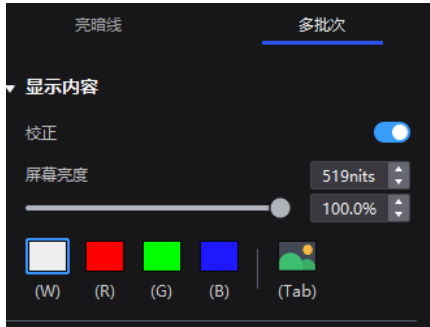 亮暗线 多批次
显示内容
校正
屏幕亮度 519nits
100.0%
(W) (R) (G) (B) (Tab)